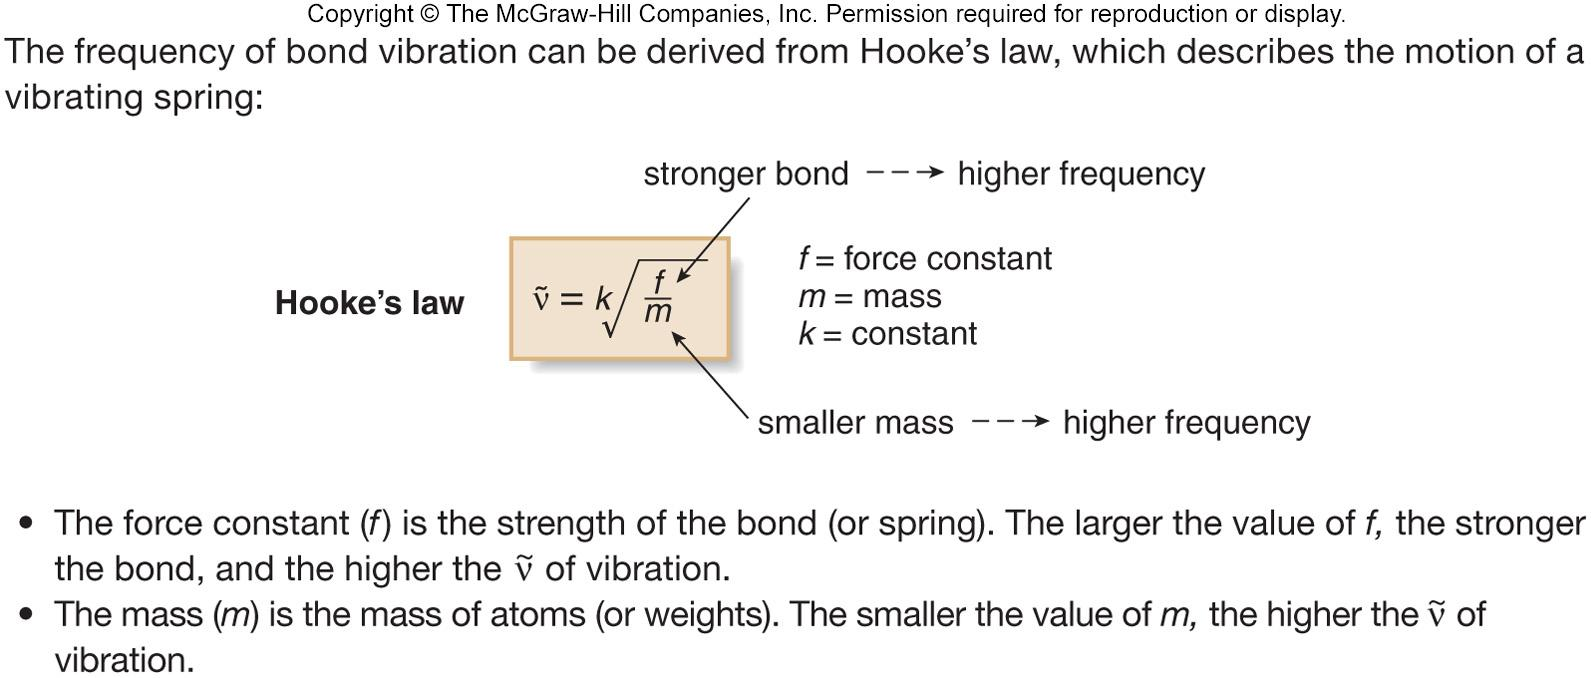 Copyright © The McGraw-Hill Companies, Inc. Permission required for reproduction or display.
The frequency of bond vibration can be derived from Hooke’s law, which describes the motion of a
vibrating spring:
stronger bond - - → higher frequency
Hooke’s law
ṽ = k√(f/m)
f = force constant
m = mass
k = constant
smaller mass - - → higher frequency
• The force constant (f) is the strength of the bond (or spring). The larger the value of f, the stronger
the bond, and the higher the ṽ of vibration.
• The mass (m) is the mass of atoms (or weights). The smaller the value of m, the higher the ṽ of
vibration.